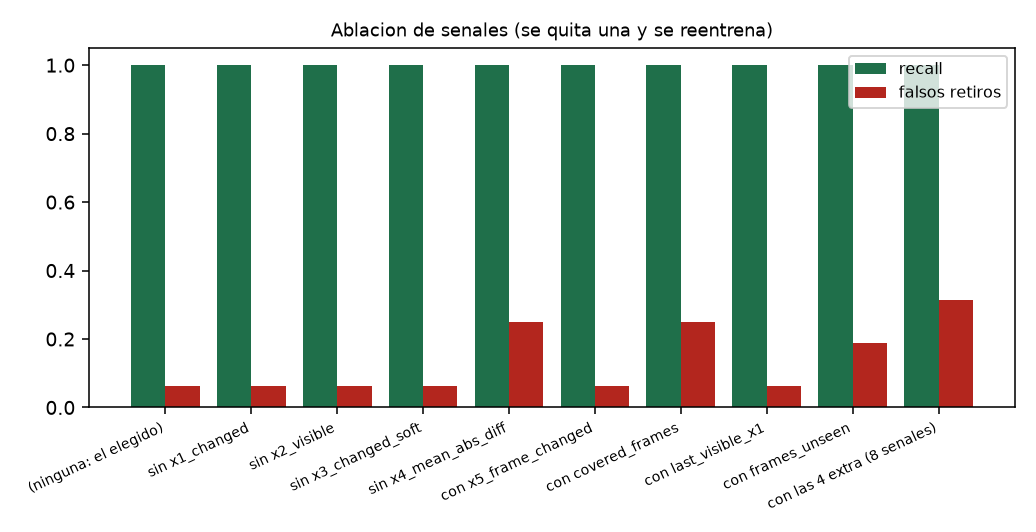 Ablacion de senales (se quita una y se reentrena)
recall
falsos retiros
1.0
0.8
0.6
0.4
0.2
0.0
(ninguna: el elegido)
sin x1_changed
sin x2_visible
sin x3_changed_soft
sin x4_mean_abs_diff
con x5_frame_changed
con covered_frames
con last_visible_x1
con frames_unseen
con las 4 extra (8 senales)